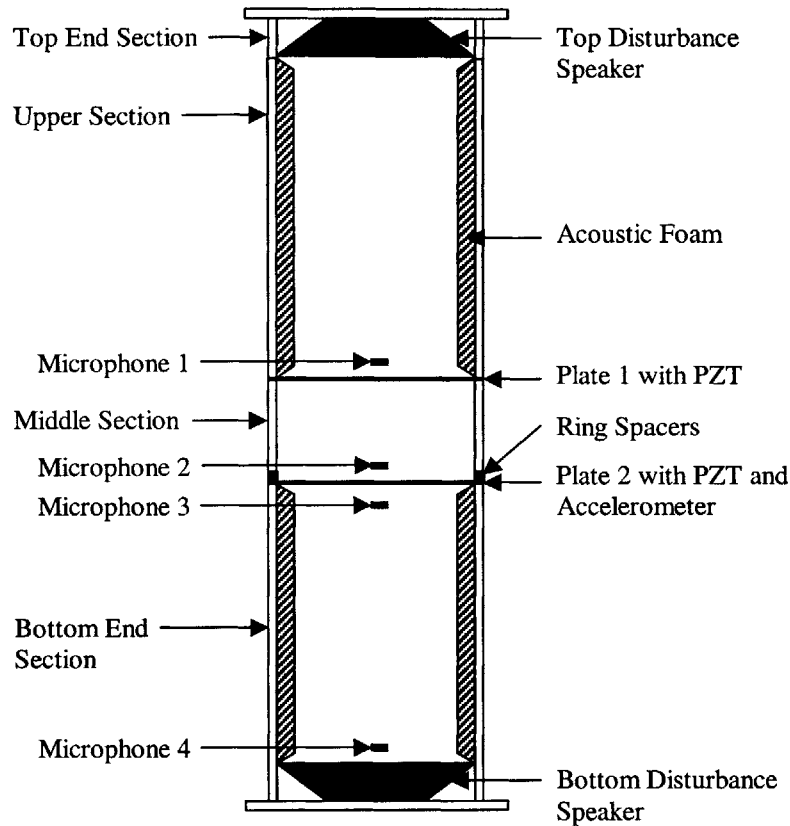 Top End Section
Top Disturbance
Speaker
Upper Section
Acoustic Foam
Microphone 1
Plate 1 with PZT
Middle Section
Ring Spacers
Microphone 2
Plate 2 with PZT and
Accelerometer
Microphone 3
Bottom End
Section
Microphone 4
Bottom Disturbance
Speaker